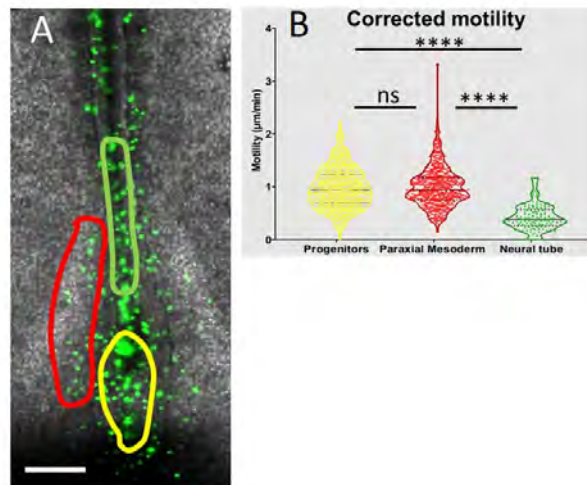 A
B
Corrected motility
****
ns
****
Motility (µm/min)
4
3
2
1
0
Progenitors
Paraxial Mesoderm
Neural tube